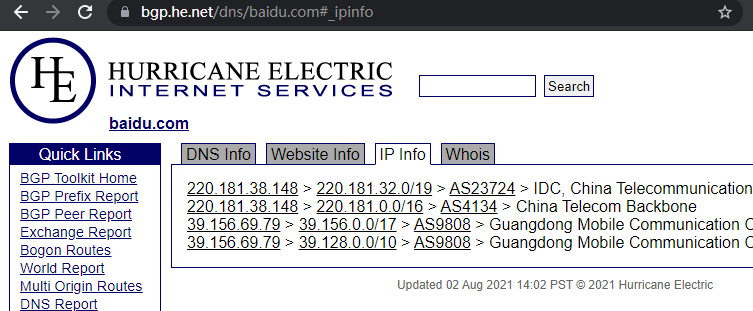 bgp.he.net/dns/baidu.com#_ipinfo
HE
HURRICANE ELECTRIC
INTERNET SERVICES
Search
baidu.com
Quick Links
DNS Info Website Info IP Info Whois
BGP Toolkit Home
BGP Prefix Report
BGP Peer Report
Exchange Report
Bogon Routes
World Report
Multi Origin Routes
DNS Report
220.181.38.148 > 220.181.32.0/19 > AS23724 > IDC, China Telecommunication
220.181.38.148 > 220.181.0.0/16 > AS4134 > China Telecom Backbone
39.156.69.79 > 39.156.0.0/17 > AS9808 > Guangdong Mobile Communication C
39.156.69.79 > 39.128.0.0/10 > AS9808 > Guangdong Mobile Communication C
Updated 02 Aug 2021 14:02 PST © 2021 Hurricane Electric